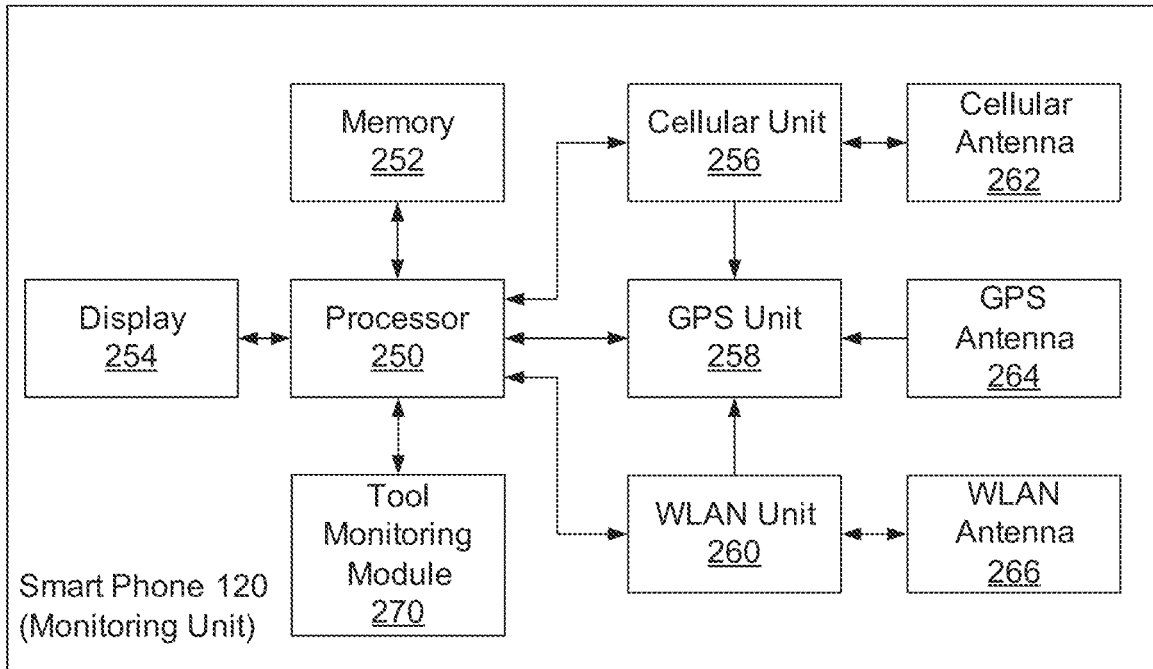 Memory
252
Cellular Unit
256
Cellular
Antenna
262
Display
254
Processor
250
GPS Unit
258
GPS
Antenna
264
Tool
Monitoring
Module
270
WLAN Unit
260
WLAN
Antenna
266
Smart Phone 120
(Monitoring Unit)